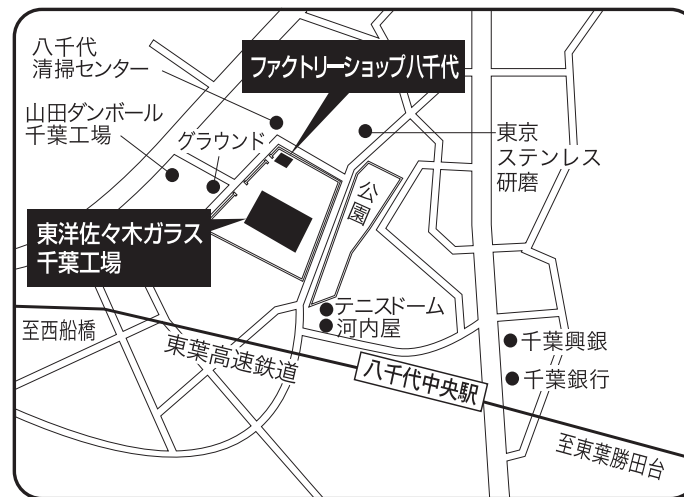 八千代
清掃センター
ファクトリーショップ八千代
山田ダンボール
千葉工場
グラウンド
東京
ステンレス
研磨
公園
東洋佐々木ガラス
千葉工場
テニスドーム
河内屋
至西船橋
東葉高速鉄道
千葉興銀
八千代中央駅
千葉銀行
至東葉勝田台